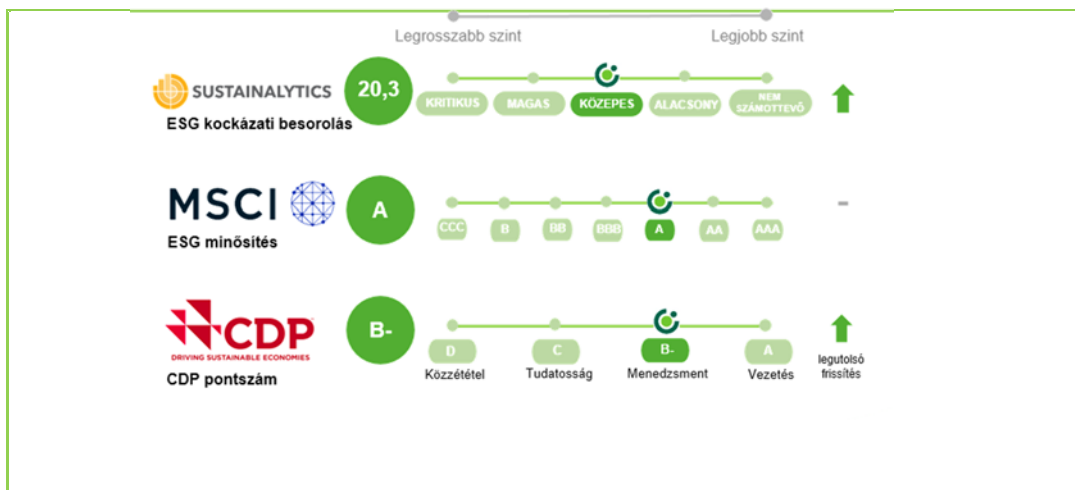 Legrosszabb szint Legjobb szint
SUSTAINALYTICS 20,3
KRITIKUS MAGAS KÖZEPES ALACSONY NEM SZÁMOTTEVŐ
ESG kockázati besorolás
MSCI A -
CCC B BB BBB A AA AAA
ESG minősítés
CDP B-
DRIVING SUSTAINABLE ECONOMIES
D C B- A
Közzététel Tudatosság Menedzsment Vezetés
CDP pontszám
legutolsó
frissítés